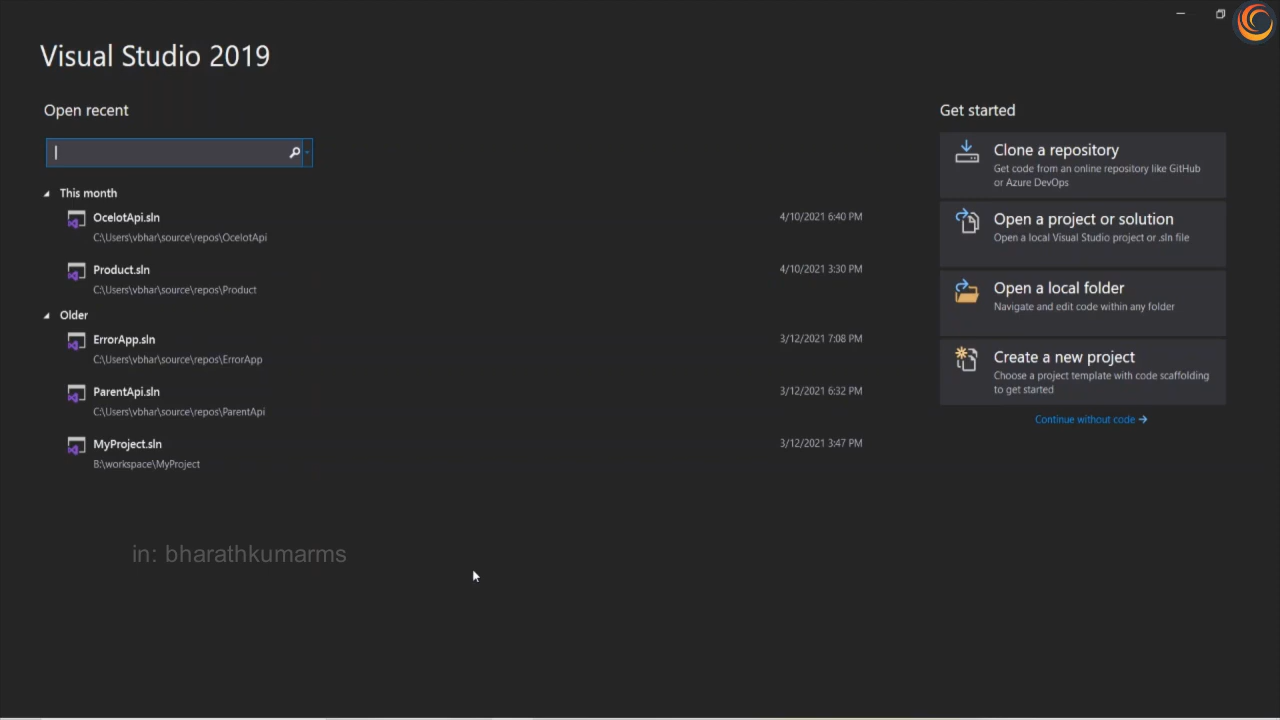 Visual Studio 2019
Open recent
This month
OcelotApi.sln
4/10/2021 6:40 PM
C:\Users\vbhar\source\repos\OcelotApi
Product.sln
4/10/2021 3:30 PM
C:\Users\vbhar\source\repos\Product
Older
ErrorApp.sln
3/12/2021 7:08 PM
C:\Users\vbhar\source\repos\ErrorApp
ParentApi.sln
3/12/2021 6:32 PM
C:\Users\vbhar\source\repos\ParentApi
MyProject.sln
3/12/2021 3:47 PM
B:\workspace\MyProject
in: bharathkumarms
Get started
Clone a repository
Get code from an online repository like GitHub
or Azure DevOps
Open a project or solution
Open a local Visual Studio project or .sln file
Open a local folder
Navigate and edit code within any folder
Create a new project
Choose a project template with code scaffolding
to get started
Continue without code